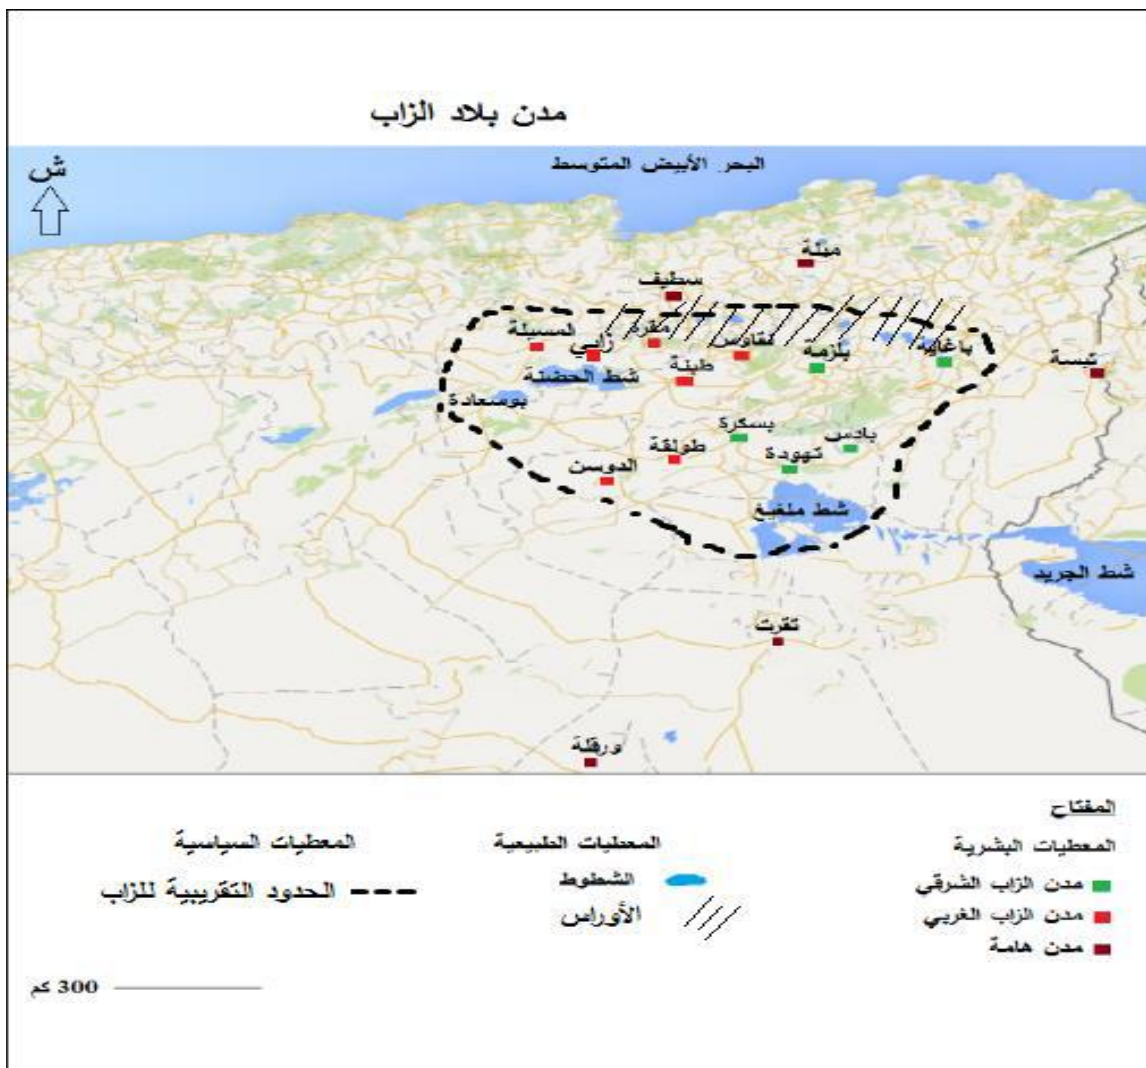 مدن بلاد الزاب
البحر الأبيض المتوسط
ش
ميلة
سطيف
مقرة
المسيلة
زابي
نقاوس
بلزمة
باغاية
تبسة
طبنة
شط الحضنة
بوسعادة
بسكرة
بادس
طولقة
تهودة
الدوسن
شط ملغيغ
شط الجريد
تقرت
ورقلة
المفتاح
المعطيات البشرية
مدن الزاب الشرقي
مدن الزاب الغربي
مدن هامة
المعطيات الطبيعية
الشطوط
الأوراس
المعطيات السياسية
الحدود التقريبية للزاب
300 كم